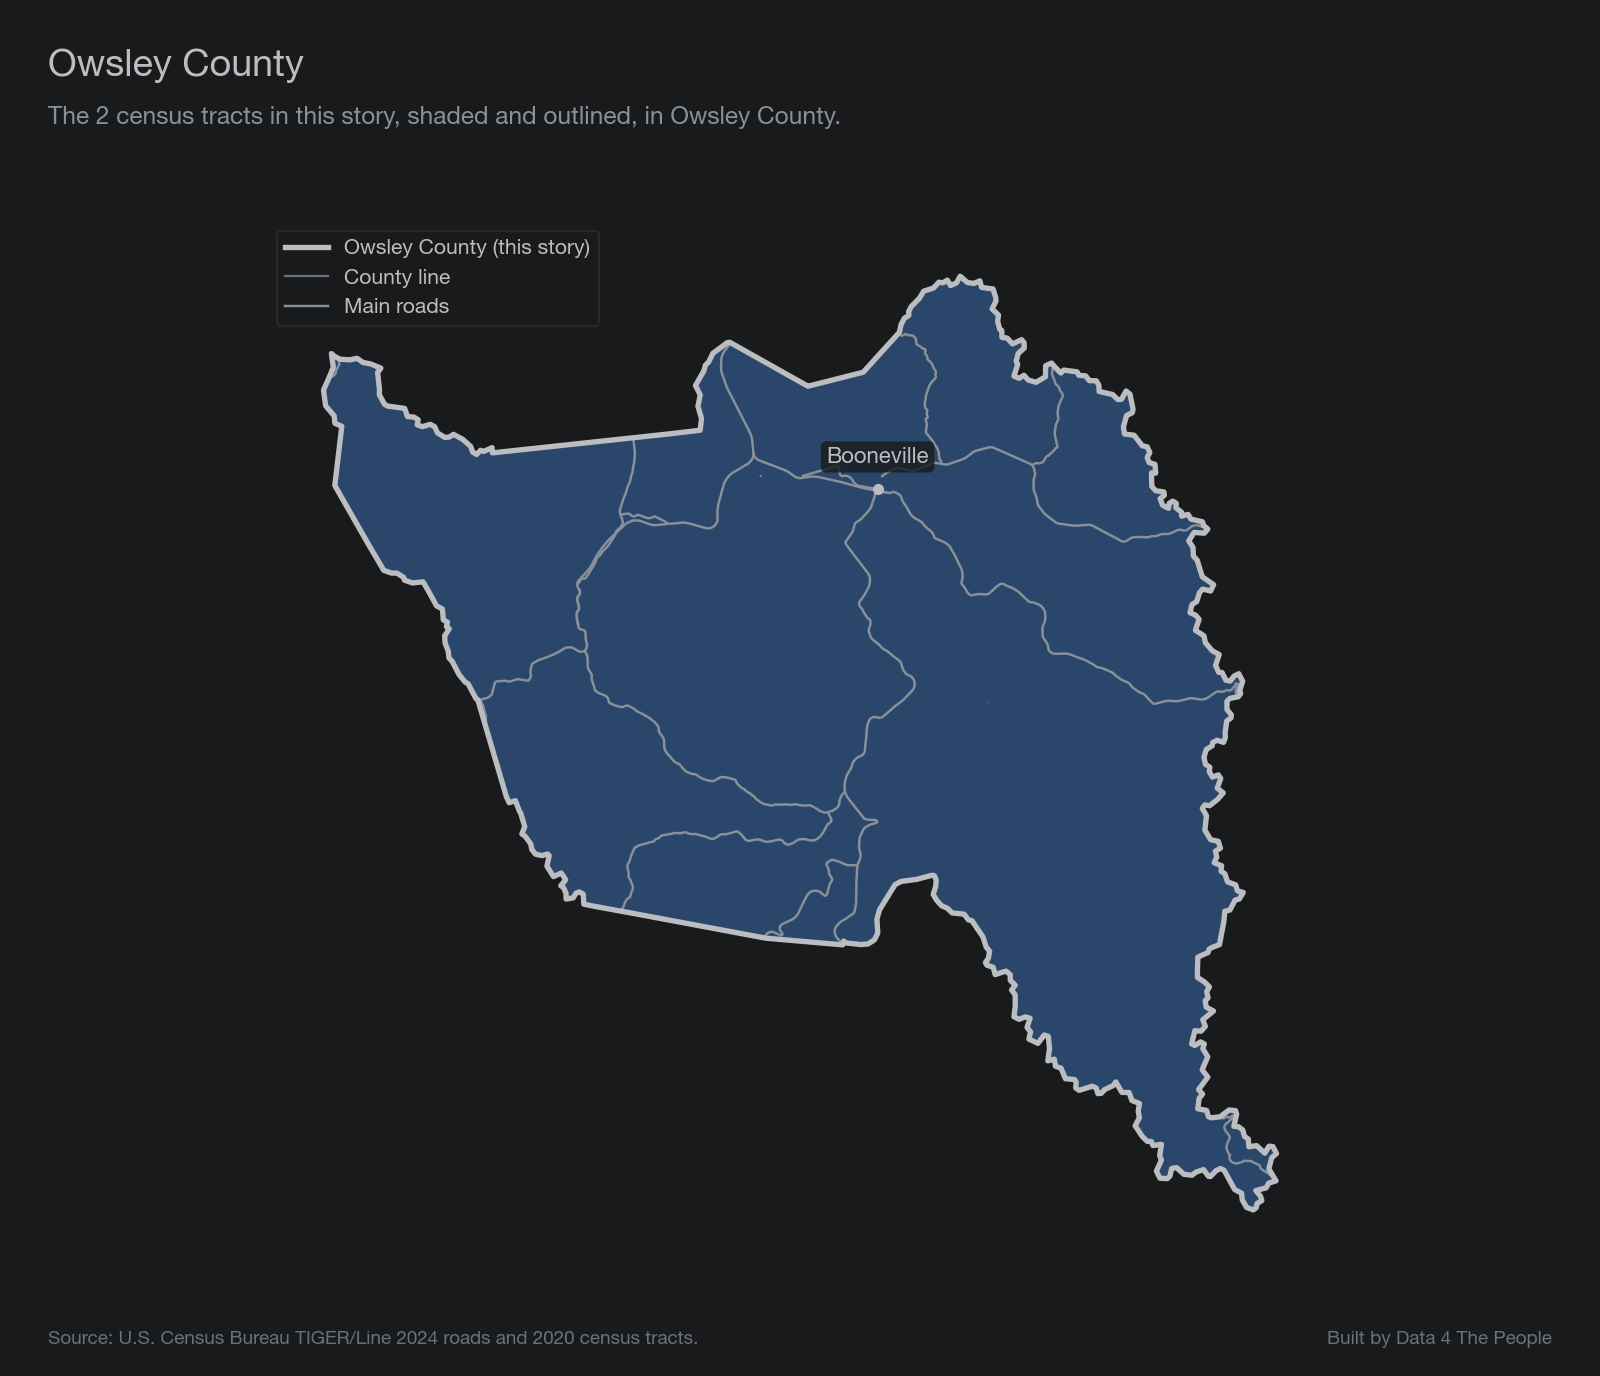 Owsley County
The 2 census tracts in this story, shaded and outlined, in Owsley County.
Owsley County (this story)
County line
Main roads
Booneville
Source: U.S. Census Bureau TIGER/Line 2024 roads and 2020 census tracts.
Built by Data 4 The People